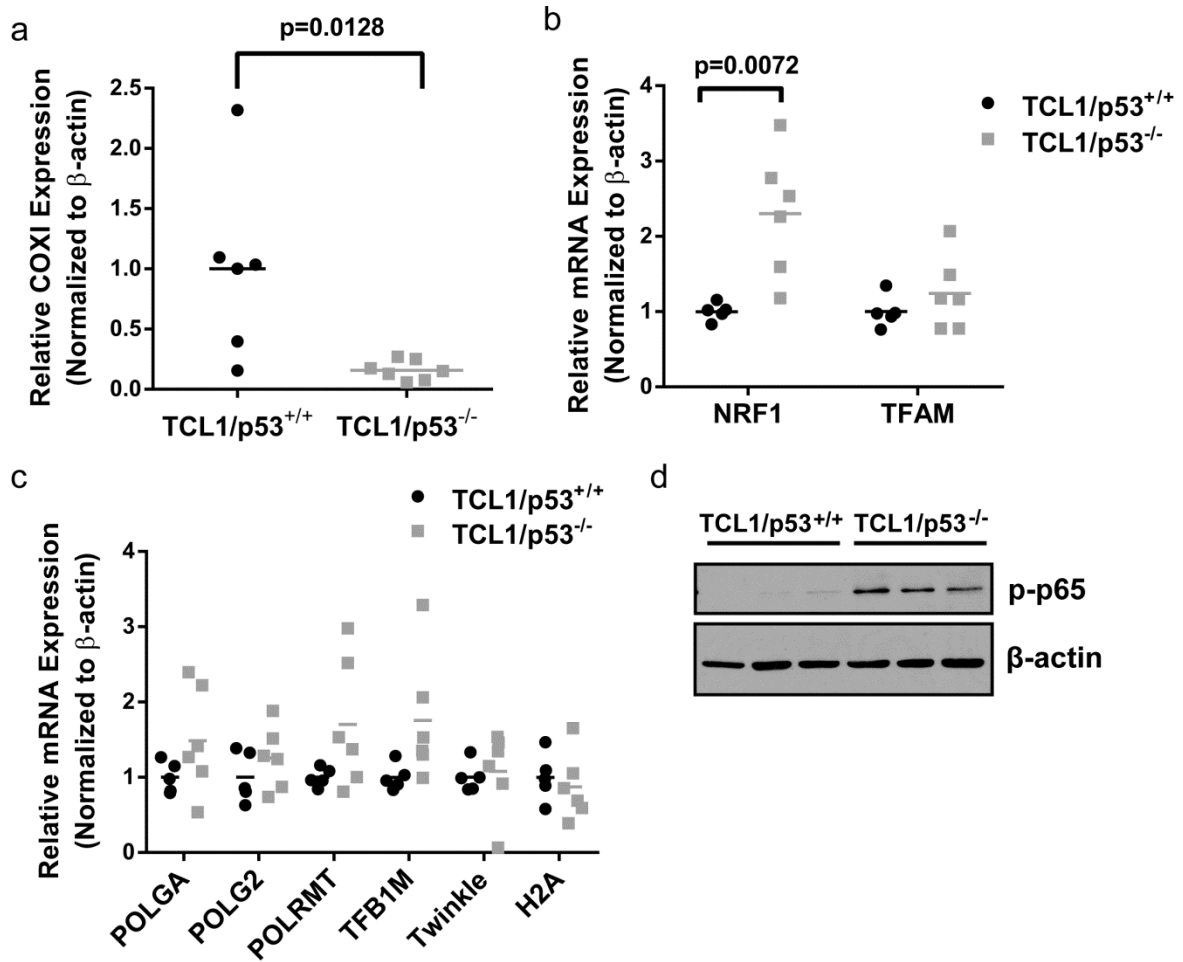 a
p=0.0128
Relative COXI Expression
(Normalized to β-actin)
2.5
2.0
1.5
1.0
0.5
0.0
TCL1/p53+/+
TCL1/p53-/-
b
p=0.0072
Relative mRNA Expression
(Normalized to β-actin)
4
3
2
1
0
NRF1
TFAM
TCL1/p53+/+
TCL1/p53-/-
c
TCL1/p53+/+
TCL1/p53-/-
Relative mRNA Expression
(Normalized to β-actin)
4
3
2
1
0
POLGA
POLG2
POLRMT
TFB1M
Twinkle
H2A
d
TCL1/p53+/+ TCL1/p53-/-
p-p65
β-actin